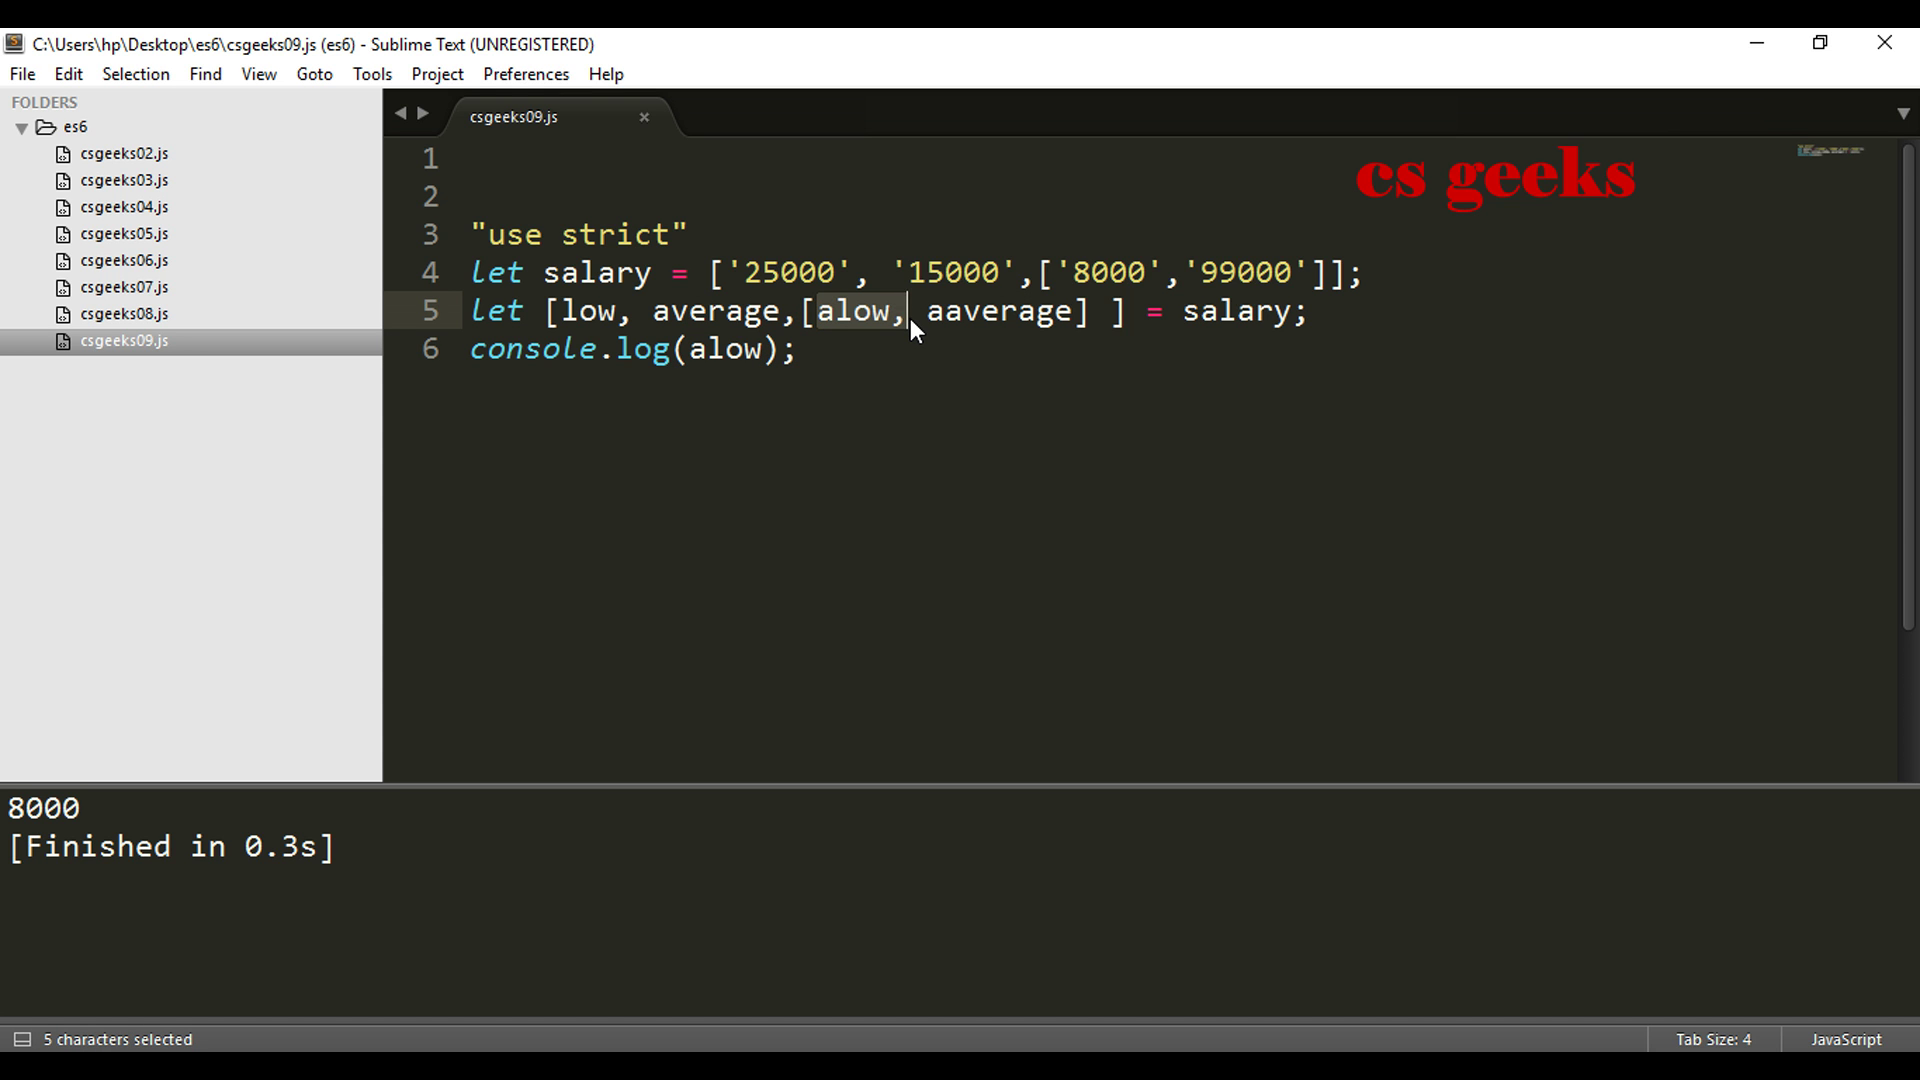 C:\Users\hp\Desktop\es6\csgeeks09.js (es6) - Sublime Text (UNREGISTERED)
File Edit Selection Find View Goto Tools Project Preferences Help
FOLDERS
es6
csgeeks02.js
csgeeks03.js
csgeeks04.js
csgeeks05.js
csgeeks06.js
csgeeks07.js
csgeeks08.js
csgeeks09.js
csgeeks09.js
cs geeks
1
2
3 "use strict"
4 let salary = ['25000', '15000',['8000','99000']];
5 let [low, average,[alow, aaverage] ] = salary;
6 console.log(alow);
8000
[Finished in 0.3s]
5 characters selected
Tab Size: 4
JavaScript